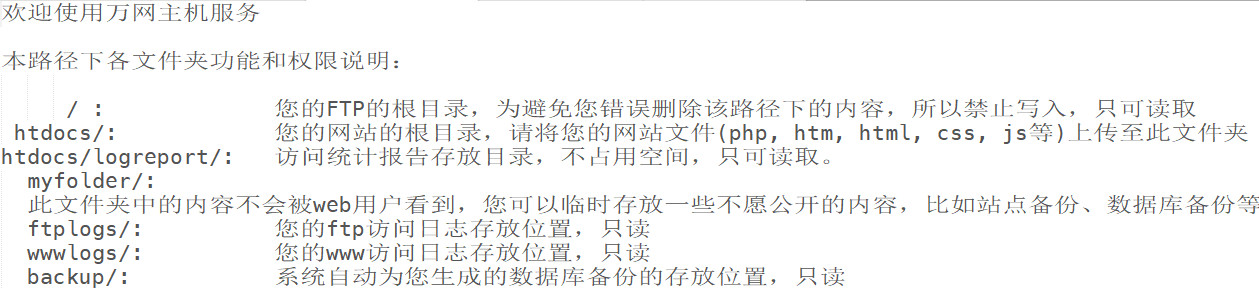 欢迎使用万网主机服务
本路径下各文件夹功能和权限说明：
/ : 您的FTP的根目录，为避免您错误删除该路径下的内容，所以禁止写入，只可读取
htdocs/: 您的网站的根目录，请将您的网站文件(php, htm, html, css, js等)上传至此文件夹
htdocs/logreport/: 访问统计报告存放目录，不占用空间，只可读取。
myfolder/:
此文件夹中的内容不会被web用户看到，您可以临时存放一些不愿公开的内容，比如站点备份、数据库备份等
ftplogs/: 您的ftp访问日志存放位置，只读
wwwlogs/: 您的www访问日志存放位置，只读
backup/: 系统自动为您生成的数据库备份的存放位置，只读